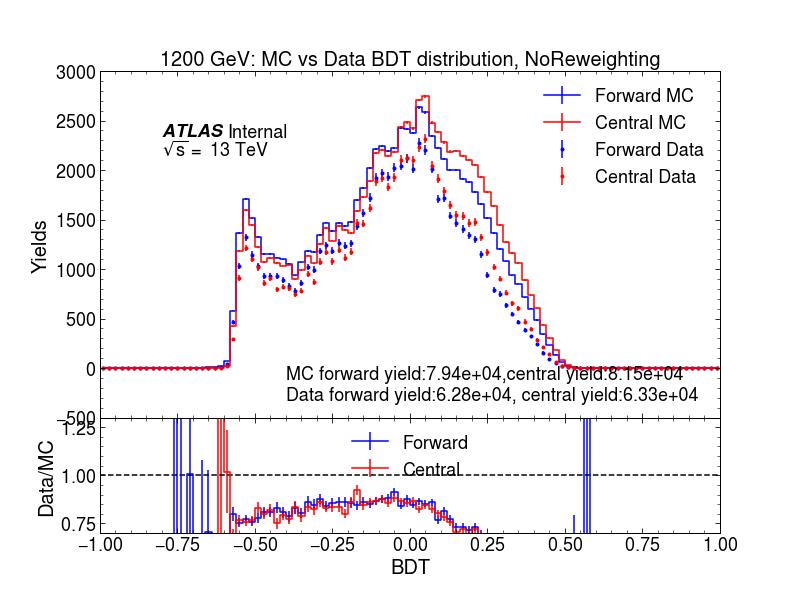 1200 GeV: MC vs Data BDT distribution, NoReweighting
3000
2500
2000
1500
1000
500
0
−500
Yields
ATLAS Internal
√s = 13 TeV
Forward MC
Central MC
Forward Data
Central Data
MC forward yield:7.94e+04,central yield:8.15e+04
Data forward yield:6.28e+04, central yield:6.33e+04
1.25
1.00
0.75
Data/MC
Forward
Central
−1.00 −0.75 −0.50 −0.25 0.00 0.25 0.50 0.75 1.00
BDT